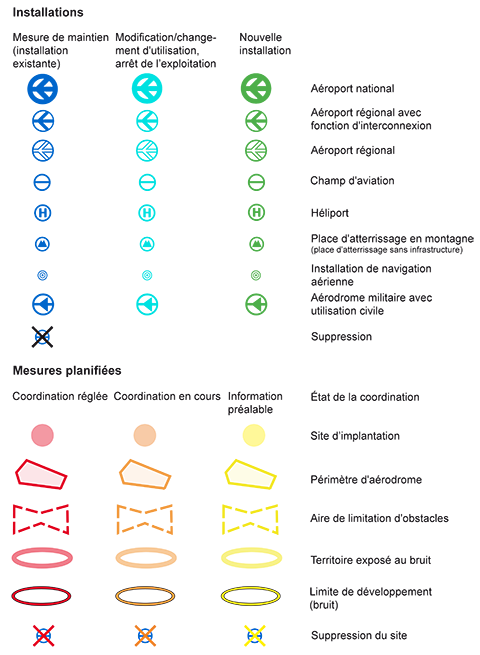 Installations
Mesure de maintien
(installation
existante)
Modification/change-
ment d'utilisation,
arrêt de l'exploitation
Nouvelle
installation
Aéroport national
Aéroport régional avec
fonction d'interconnexion
Aéroport régional
Champ d'aviation
H H H
Héliport
Place d'atterrissage en montagne
(place d'atterrissage sans infrastructure)
Installation de navigation
aérienne
Aérodrome militaire avec
utilisation civile
Suppression
Mesures planifiées
Coordination réglée
Coordination en cours
Information
préalable
État de la coordination
Site d'implantation
Périmètre d'aérodrome
Aire de limitation d'obstacles
Territoire exposé au bruit
Limite de développement
(bruit)
Suppression du site